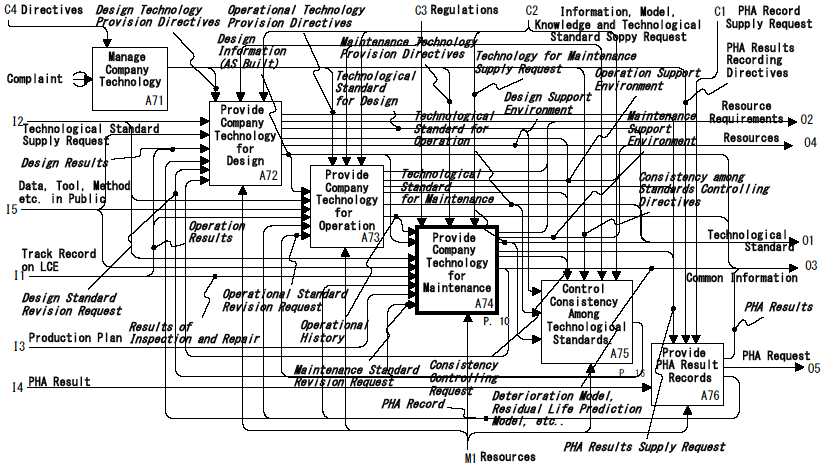 C4 Directives
Design Technology
Provision Directives
Operational Technology
Provision Directives
C3 Regulations
C2
Information, Model,
Knowledge and Technological
Standard Suppy Request
C1
PHA Record
Supply Request
Design
Information
(AS Built)
Maintenance Technology
Provision Directives
Technology for Maintenance
Supply Request
Operation Support
Environment
PHA Results
Recording
Directives
Manage
Company
Technology
A71
Complaint
Technological
Standard
for Design
Design Support
Environment
Resource
Requirements
O2
Provide
Company
Technology
for
Design
A72
I2
Technological Standard
Supply Request
Technological
Standard for
Operation
Maintenance
Support
Environment
Resources
O4
Design Results
Provide
Company
Technology
for
Operation
A73
Technological
Standard
for Maintenance
Consistency among
Standards Controlling
Directives
Data, Tool, Method
etc. in Public
I5
Operation
Results
Provide
Company
Technology
for
Maintenance
A74
P. 10
Technological
Standard
O1
Track Record
on LCE
I1
O3
Common Information
Design Standard
Revision Request
Operational Standard
Revision Request
Control
Consistency
Among
Technological
Standards
A75
P. 16
PHA Results
Results of
Inspection and Repair
Operational
History
I3
Production Plan
Maintenance Standard
Revision Request
Consistency
Controlling
Request
Provide
PHA Result
Records
A76
PHA Request
O5
I4
PHA Result
PHA Record
Deterioration Model,
Residual Life Prediction
Model, etc..
PHA Results Supply Request
M1 Resources